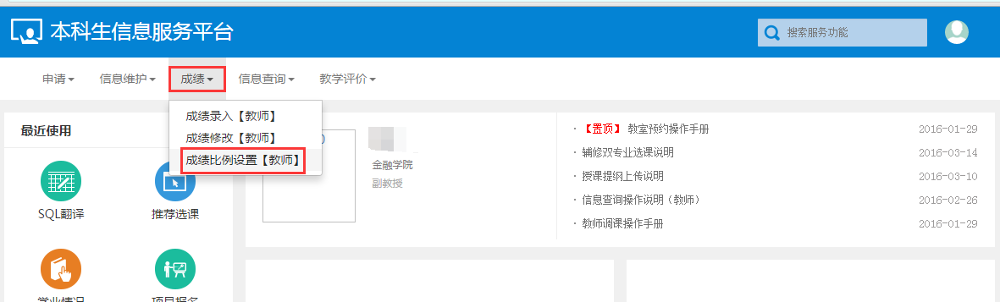 本科生信息服务平台
搜索服务功能
申请 信息维护 成绩 信息查询 教学评价
成绩录入【教师】
成绩修改【教师】
成绩比例设置【教师】
最近使用
SQL翻译
推荐选课
学业情况
项目报名
金融学院
副教授
· 【置顶】 教室预约操作手册 2016-01-29
· 辅修双专业选课说明 2016-03-14
· 授课提纲上传说明 2016-03-10
· 信息查询操作说明（教师） 2016-02-26
· 教师调课操作手册 2016-01-29